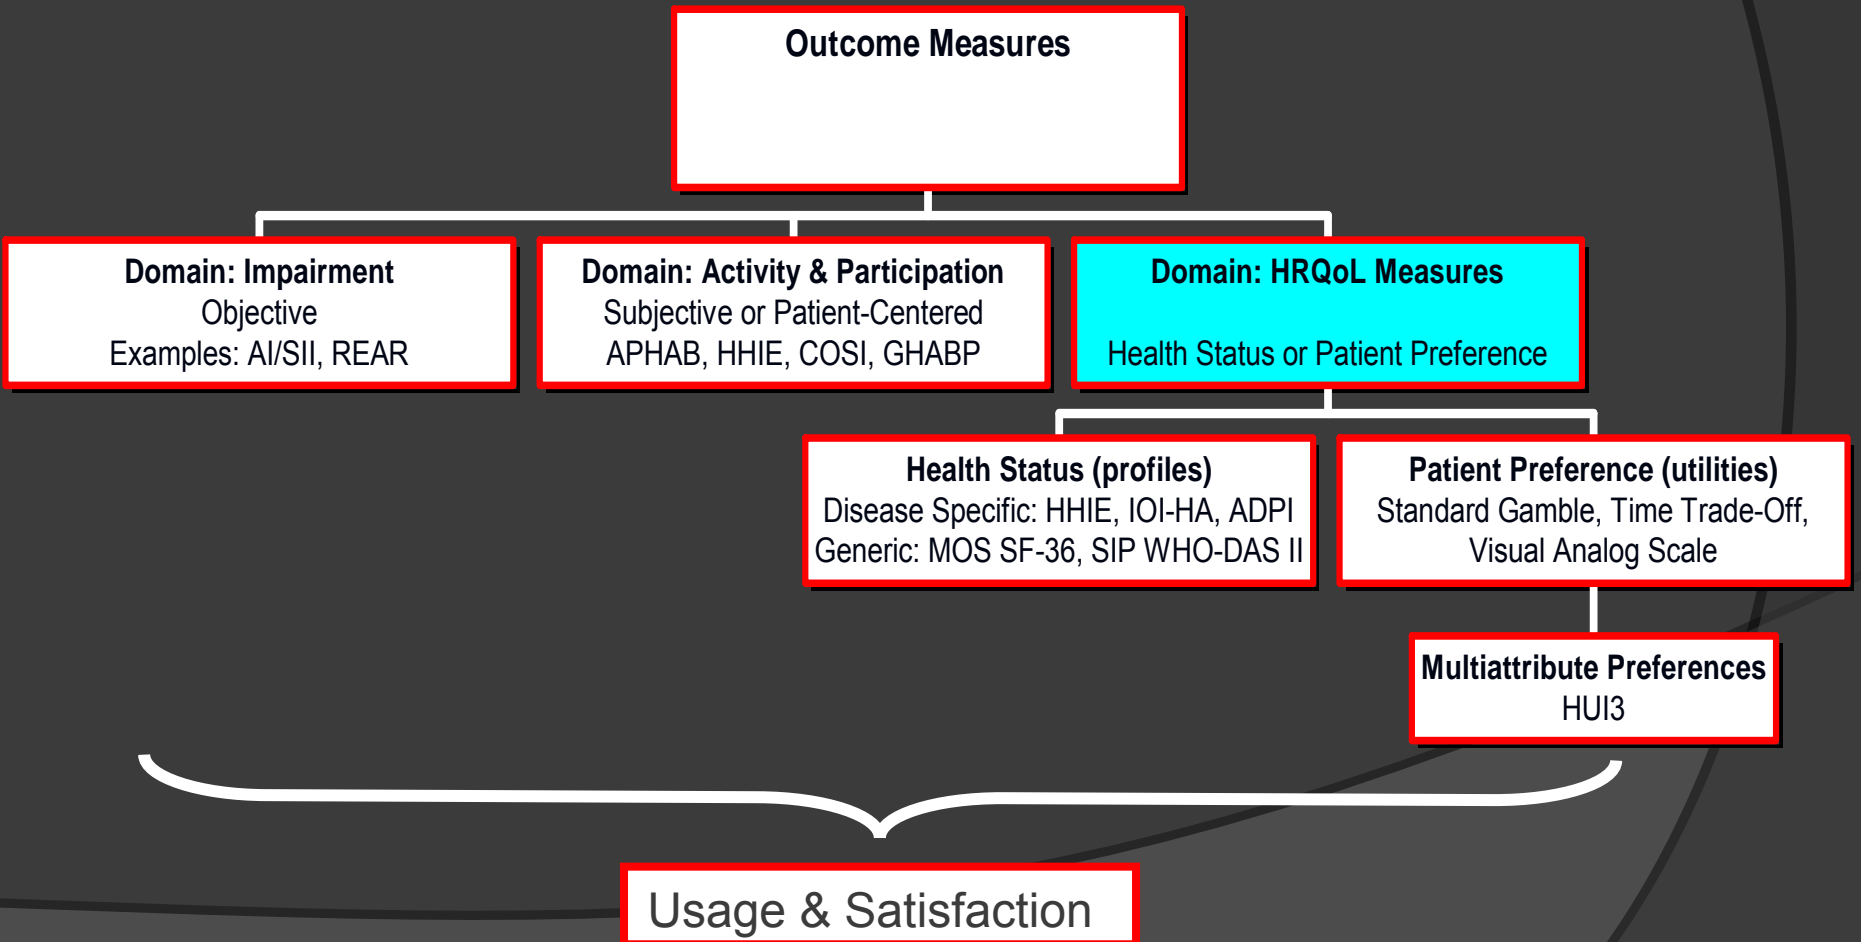 Outcome Measures
Domain: Impairment
Objective
Examples: AI/SII, REAR
Domain: Activity & Participation
Subjective or Patient-Centered
APHAB, HHIE, COSI, GHABP
Domain: HRQoL Measures
Health Status or Patient Preference
Health Status (profiles)
Disease Specific: HHIE, IOI-HA, ADPI
Generic: MOS SF-36, SIP WHO-DAS II
Patient Preference (utilities)
Standard Gamble, Time Trade-Off,
Visual Analog Scale
Multiattribute Preferences
HUI3
Usage & Satisfaction